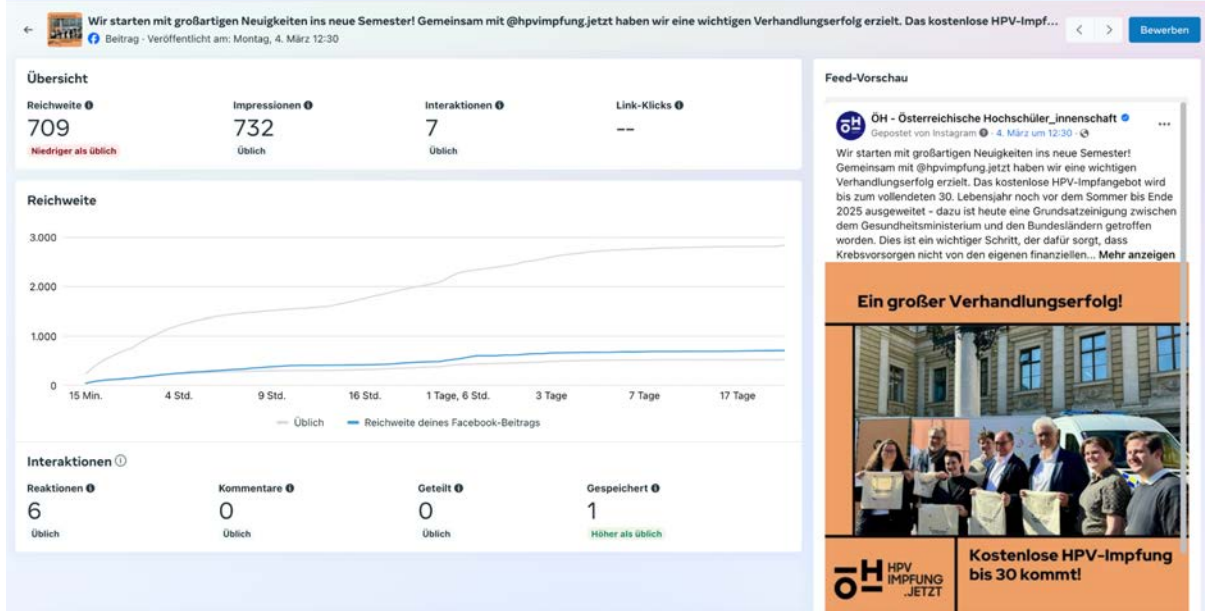 Wir starten mit großartigen Neuigkeiten ins neue Semester! Gemeinsam mit @hpvimpfung.jetzt haben wir eine wichtigen Verhandlungserfolg erzielt. Das kostenlose HPV-Impf...
Beitrag · Veröffentlicht am: Montag, 4. März 12:30
Bewerben
Übersicht
Reichweite
Impressionen
Interaktionen
Link-Klicks
709
732
7
--
Niedriger als üblich
Üblich
Üblich
Reichweite
3.000
2.000
1.000
0
15 Min.
4 Std.
9 Std.
16 Std.
1 Tage, 6 Std.
3 Tage
7 Tage
17 Tage
Üblich
Reichweite deines Facebook-Beitrags
Interaktionen
Reaktionen
Kommentare
Geteilt
Gespeichert
6
0
0
1
Üblich
Üblich
Üblich
Höher als üblich
Feed-Vorschau
ÖH - Österreichische Hochschüler_innenschaft
Gepostet von Instagram · 4. März um 12:30 ·
Wir starten mit großartigen Neuigkeiten ins neue Semester!
Gemeinsam mit @hpvimpfung.jetzt haben wir eine wichtigen
Verhandlungserfolg erzielt. Das kostenlose HPV-Impfangebot wird
bis zum vollendeten 30. Lebensjahr noch vor dem Sommer bis Ende
2025 ausgeweitet – dazu ist heute eine Grundsatzeinigung zwischen
dem Gesundheitsministerium und den Bundesländern getroffen
worden. Dies ist ein wichtiger Schritt, der dafür sorgt, dass
Krebsvorsorgen nicht von den eigenen finanziellen... Mehr anzeigen
Ein großer Verhandlungserfolg!
ŌH
HPV
IMPFUNG
.JETZT
Kostenlose HPV-Impfung
bis 30 kommt!